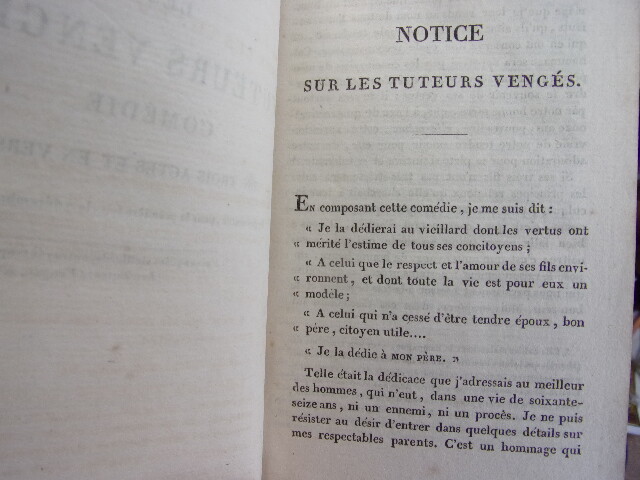 NOTICE
SUR LES TUTEURS VENGÉS.
En composant cette comédie, je me suis dit :
« Je la dédierai au vieillard dont les vertus ont
« mérité l'estime de tous ses concitoyens ;
« A celui que le respect et l'amour de ses fils envi-
« ronnent, et dont toute la vie est pour eux un
« modèle ;
« A celui qui n'a cessé d'être tendre époux, bon
« père, citoyen utile....
« Je la dédie à MON PÈRE. »
Telle était la dédicace que j'adressais au meilleur
des hommes, qui n'eut, dans une vie de soixante-
seize ans, ni un ennemi, ni un procès. Je ne puis
résister au désir d'entrer dans quelques détails sur
mes respectables parents. C'est un hommage qui